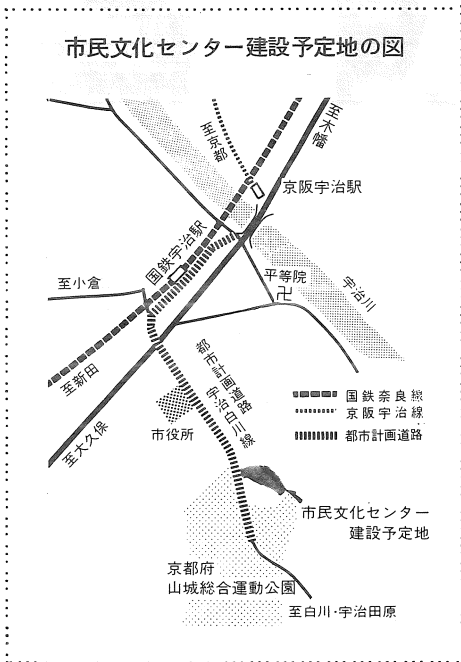 市民文化センター建設予定地の図
至木幡
至京都
京阪宇治駅
国鉄宇治駅
至小倉
平等院
卍
宇治川
至新田
都市計画道路
宇治白川線
国鉄奈良線
京阪宇治線
都市計画道路
市役所
至大久保
市民文化センター
建設予定地
京都府
山城総合運動公園
至白川・宇治田原